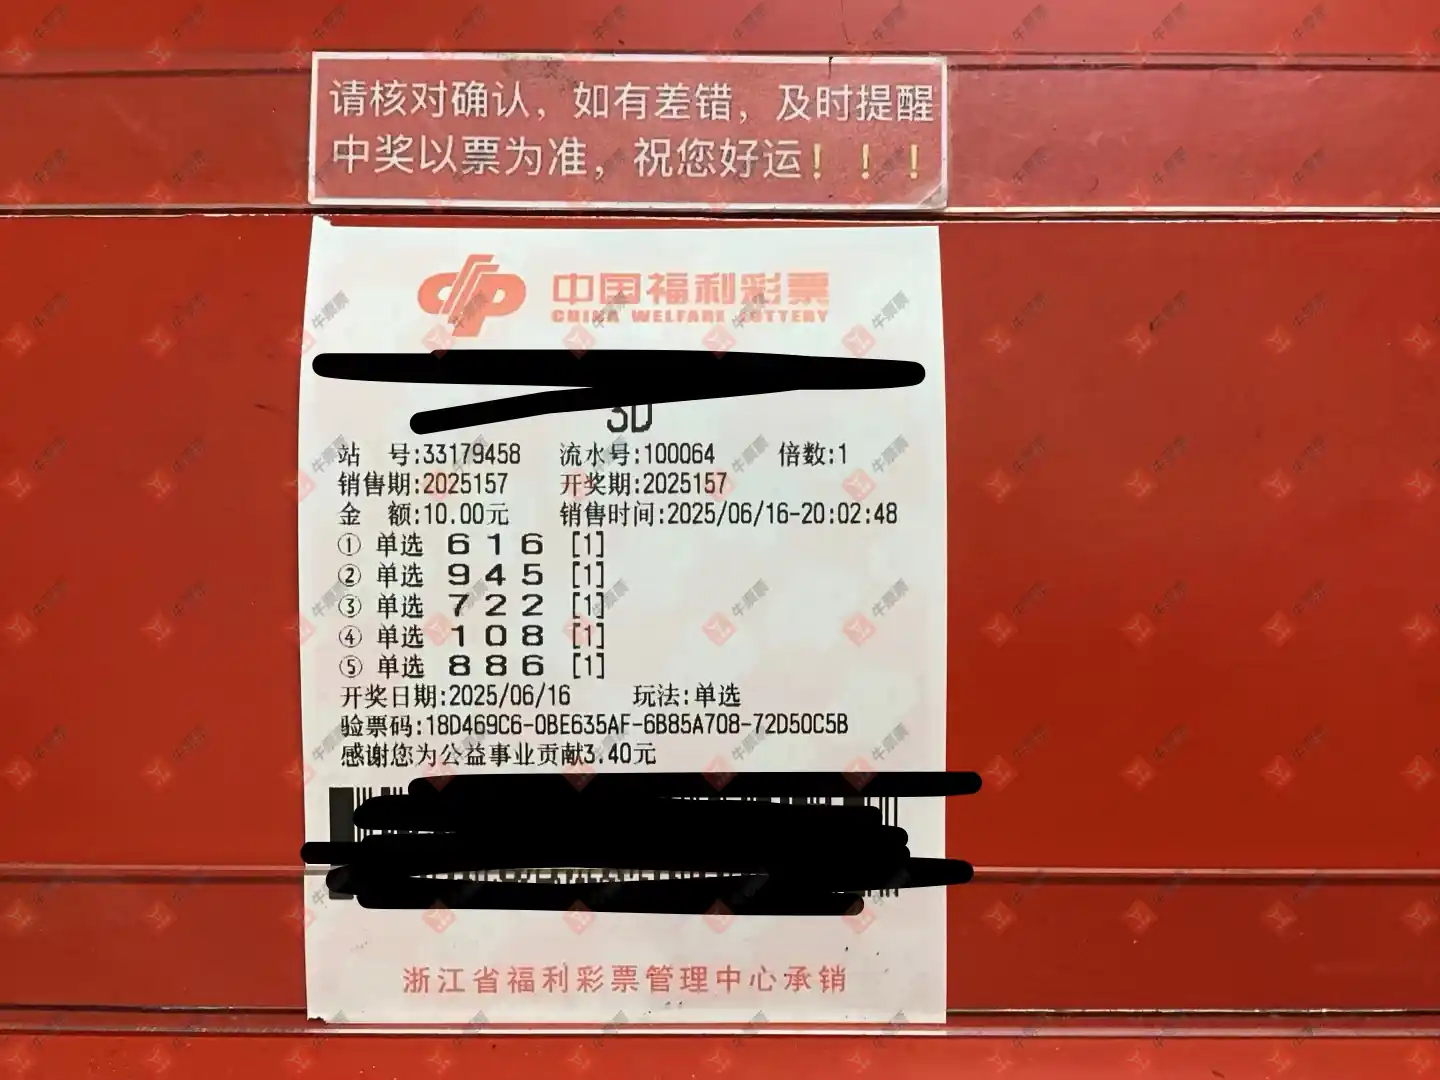 请核对确认，如有差错，及时提醒
中奖以票为准，祝您好运！！！
中国福利彩票
CHINA WELFARE LOTTERY
3D
站 号:33179458 流水号:100064 倍数:1
销售期:2025157 开奖期:2025157
金 额:10.00元 销售时间:2025/06/16-20:02:48
① 单选 6 1 6 [1]
② 单选 9 4 5 [1]
③ 单选 7 2 2 [1]
④ 单选 1 0 8 [1]
⑤ 单选 8 8 6 [1]
开奖日期:2025/06/16 玩法:单选
验票码:18D469C6-0BE635AF-6B85A708-72D50C5B
感谢您为公益事业贡献3.40元
浙江省福利彩票管理中心承销
牛票票